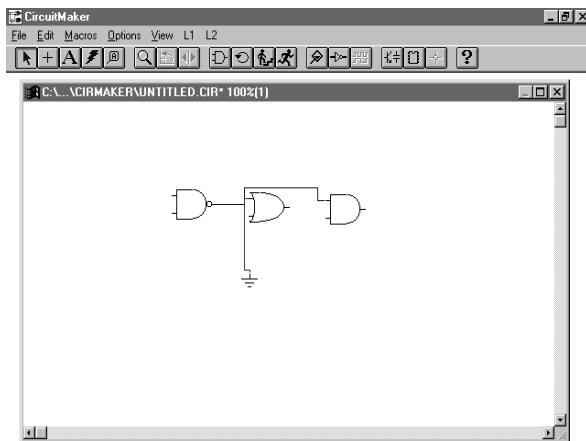 CircuitMaker
File Edit Macros Options View L1 L2
A
?
C:\...\CIRMAKER\UNTITLED.CIR* 100%(1)